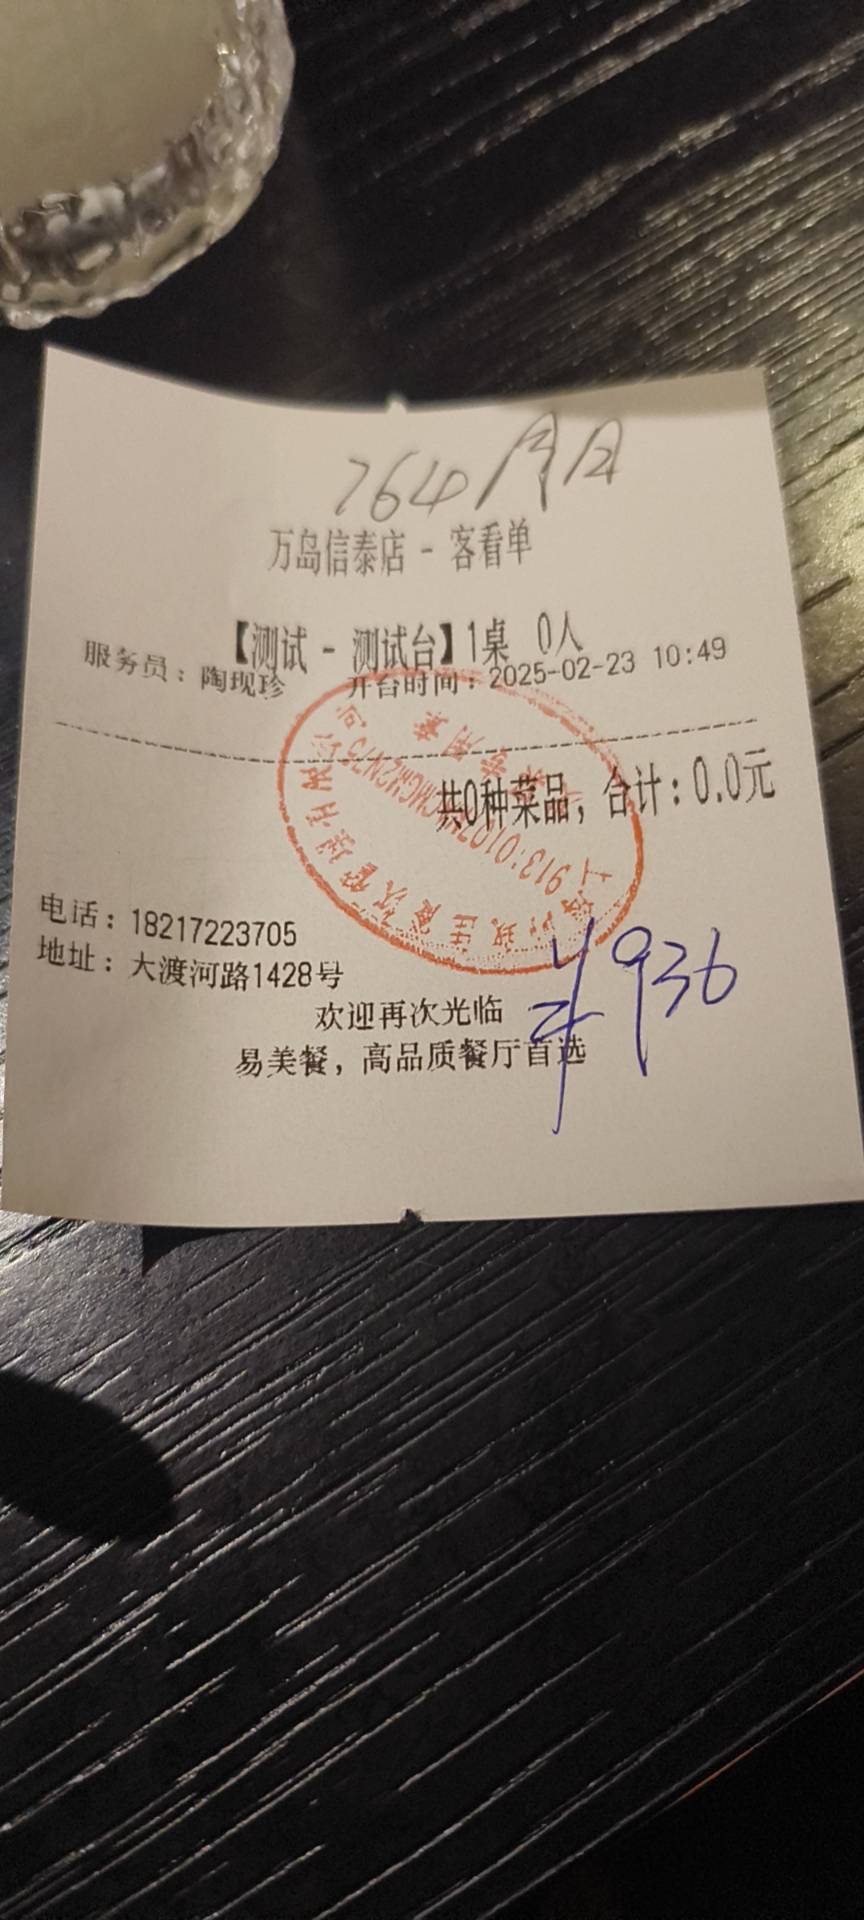 764
万岛信泰店 - 客看单
【测试 - 测试台】1桌 0人
服务员：陶现珍 开台时间：2025-02-23 10:49
共0种菜品，合计：0.0元
电话：18217223705
地址：大渡河路1428号
¥936
欢迎再次光临
易美餐，高品质餐厅首选